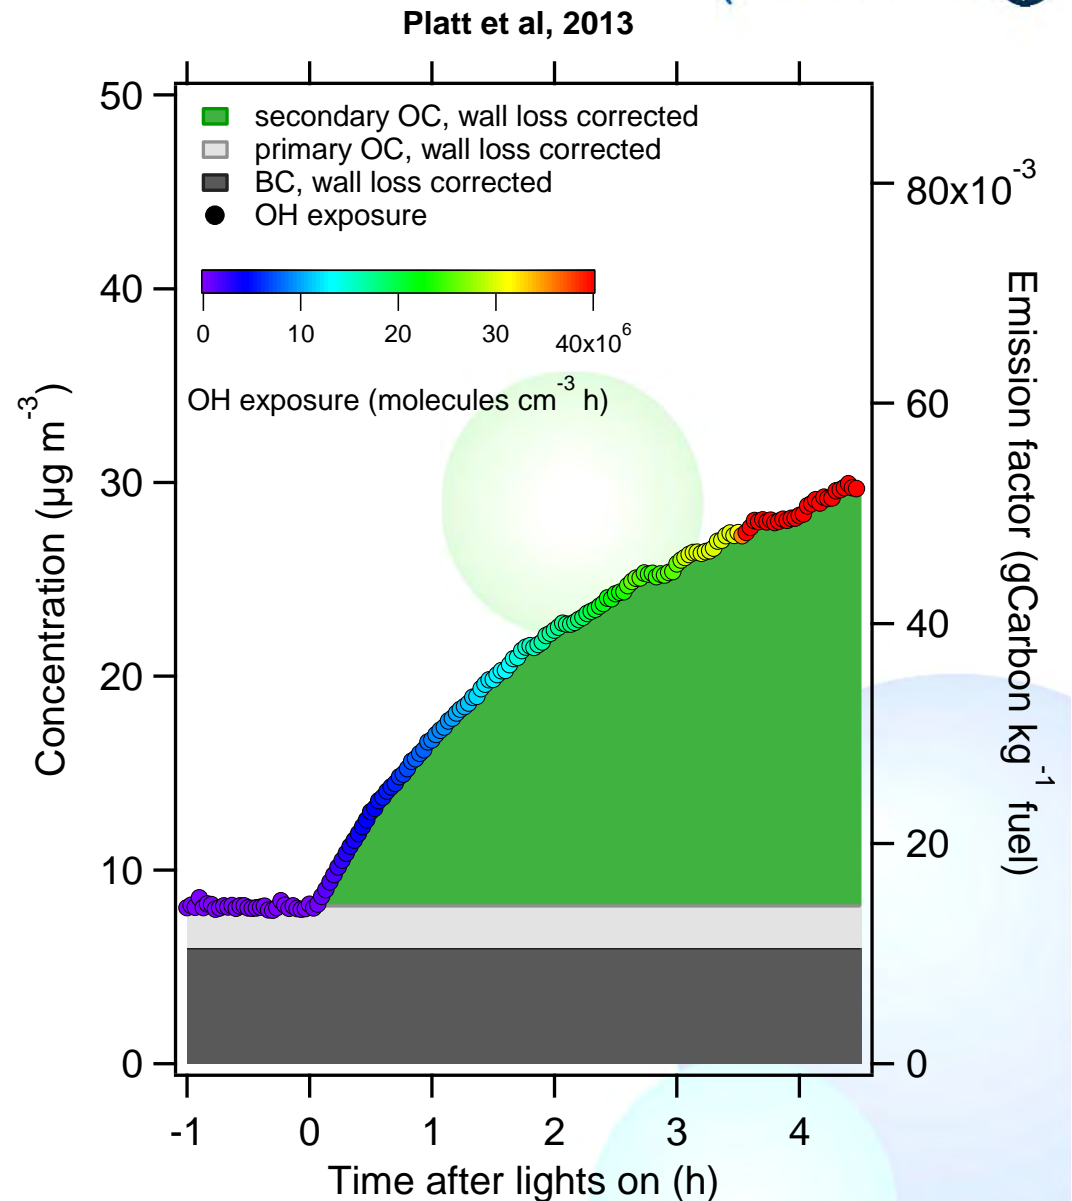 Platt et al, 2013
secondary OC, wall loss corrected
primary OC, wall loss corrected
BC, wall loss corrected
OH exposure
0 10 20 30 40x10⁶
OH exposure (molecules cm⁻³ h)
50
40
30
20
10
0
Concentration (µg m⁻³)
80x10⁻³
60
40
20
0
Emission factor (gCarbon kg⁻¹ fuel)
-1 0 1 2 3 4
Time after lights on (h)